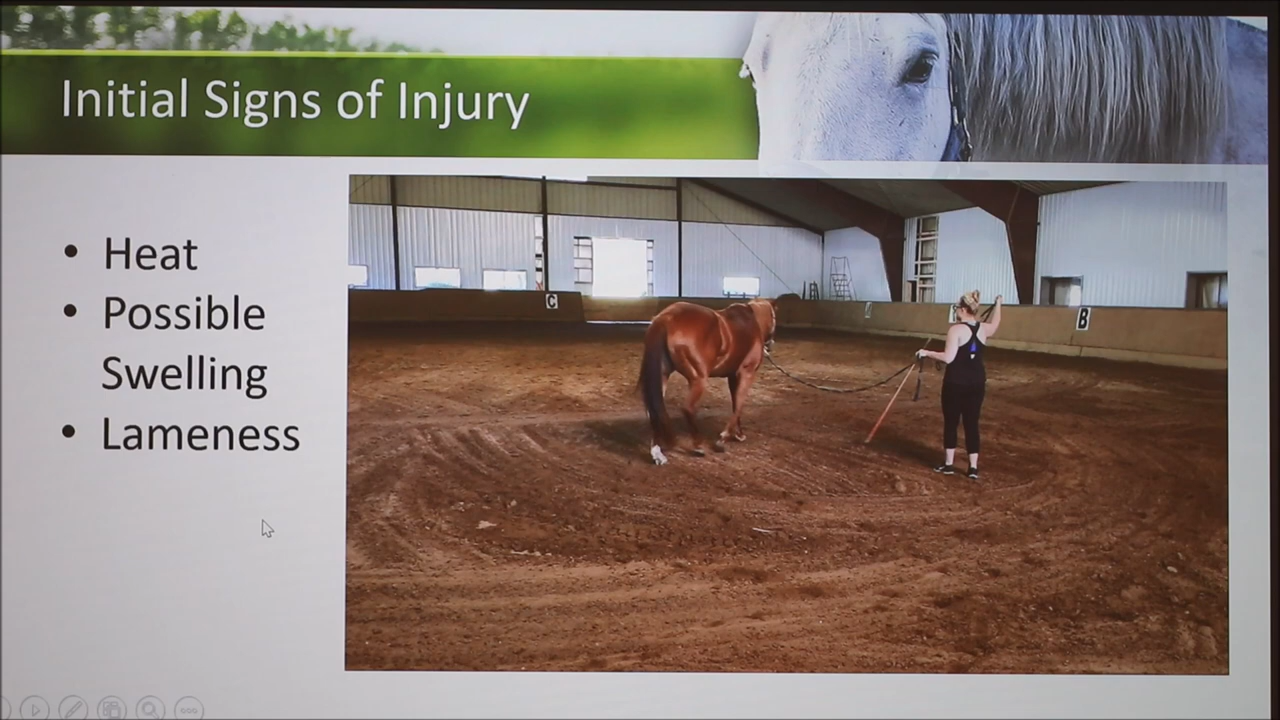 Initial Signs of Injury
• Heat
• Possible
Swelling
• Lameness
C
B